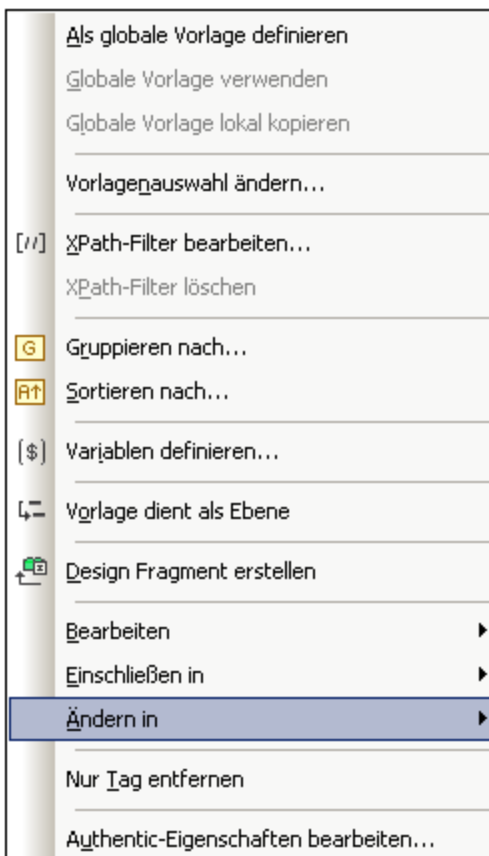 Als globale Vorlage definieren
Globale Vorlage verwenden
Globale Vorlage lokal kopieren
Vorlagenauswahl ändern...
[//] XPath-Filter bearbeiten...
XPath-Filter löschen
G Gruppieren nach...
A↑ Sortieren nach...
($) Variablen definieren...
Vorlage dient als Ebene
Design Fragment erstellen
Bearbeiten
Einschließen in
Ändern in
Nur Tag entfernen
Authentic-Eigenschaften bearbeiten...